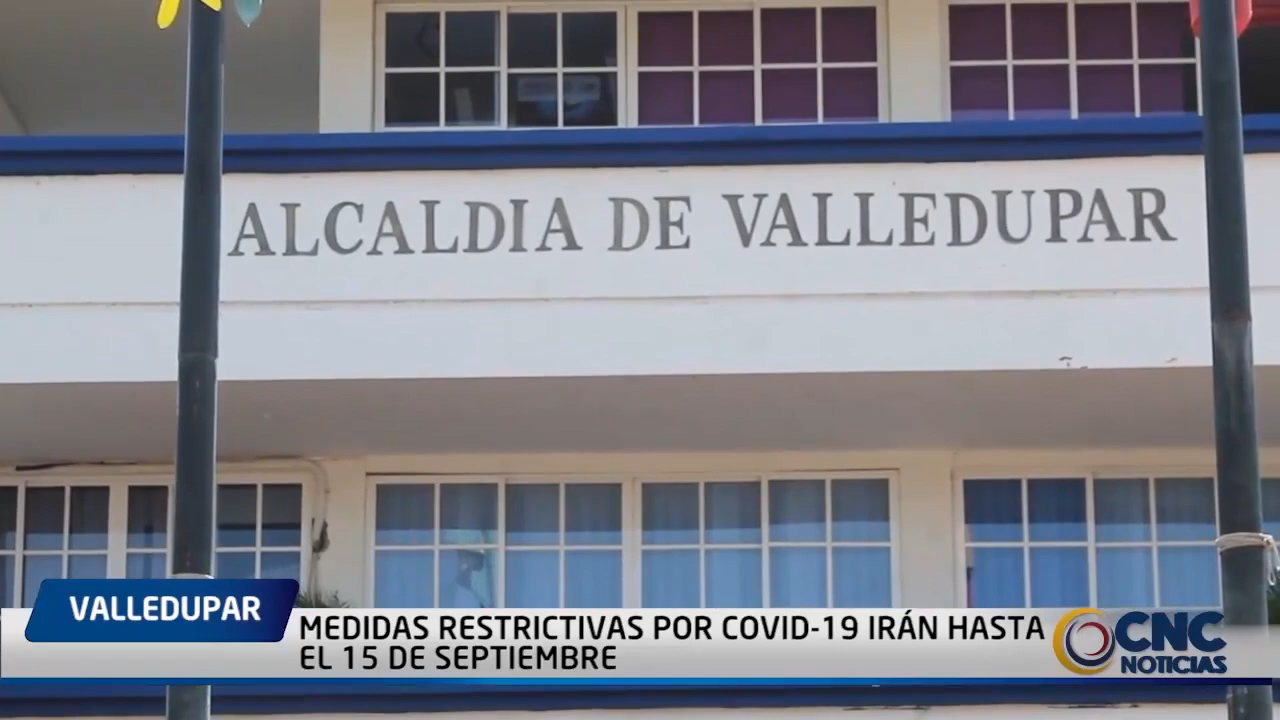 ALCALDIA DE VALLEDUPAR
VALLEDUPAR
MEDIDAS RESTRICTIVAS POR COVID-19 IRÁN HASTA
EL 15 DE SEPTIEMBRE
CNC
NOTICIAS